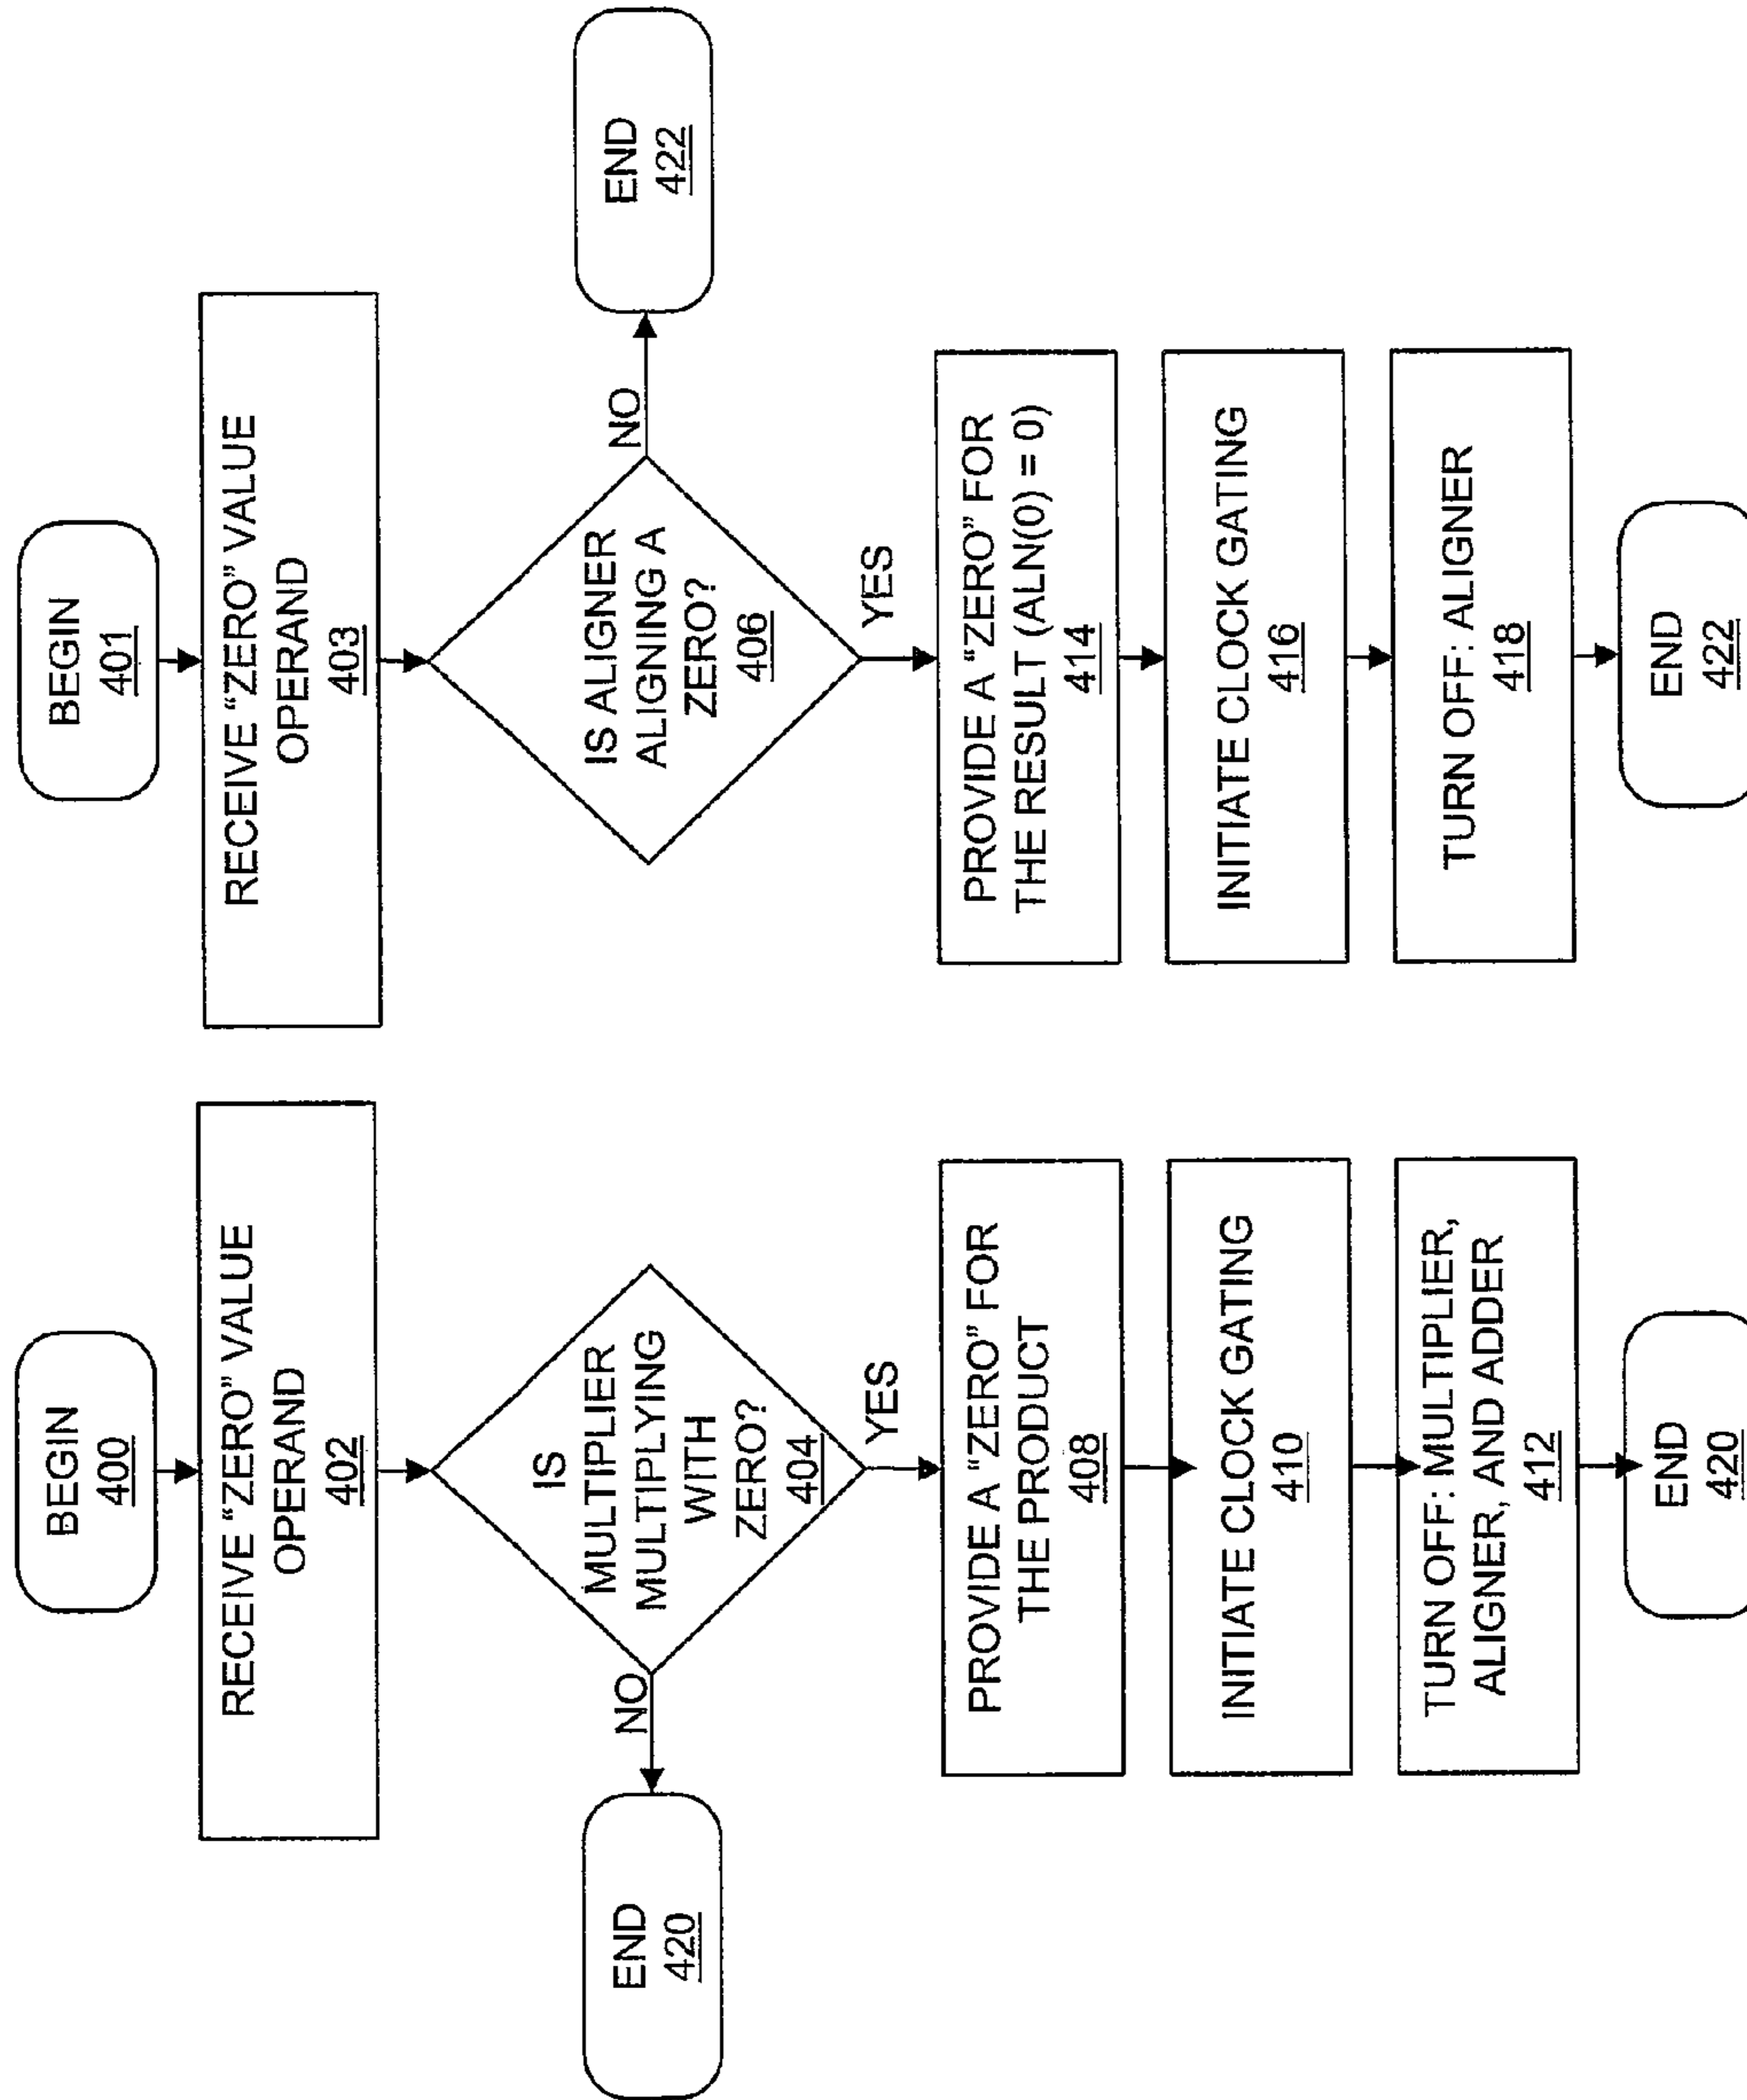 BEGIN
400
RECEIVE “ZERO” VALUE
OPERAND
402
IS
MULTIPLIER
MULTIPLYING
WITH
ZERO?
404
NO
END
420
YES
PROVIDE A “ZERO” FOR
THE PRODUCT
408
INITIATE CLOCK GATING
410
TURN OFF: MULTIPLIER,
ALIGNER, AND ADDER
412
END
420
BEGIN
401
RECEIVE “ZERO” VALUE
OPERAND
403
IS ALIGNER
ALIGNING A
ZERO?
406
NO
END
422
YES
PROVIDE A “ZERO” FOR
THE RESULT (ALN(0) = 0)
414
INITIATE CLOCK GATING
416
TURN OFF: ALIGNER
418
END
422